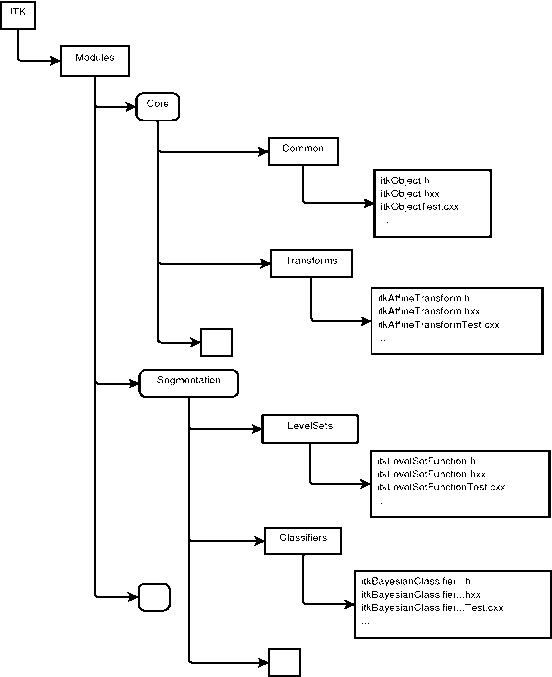 ITK
Modules
Core
Common
itkObject.h
itkObject.hxx
itkObjectTest.cxx
...
Transforms
itkAffineTransform.h
itkAffineTransform.hxx
itkAffineTransformTest.cxx
...
Segmentation
LevelSets
itkLevelSetFunction.h
itkLevelSetFunction.hxx
itkLevelSetFunctionTest.cxx
...
Classifiers
itkBayesianClassifier...h
itkBayesianClassifier...hxx
itkBayesianClassifier...Test.cxx
...